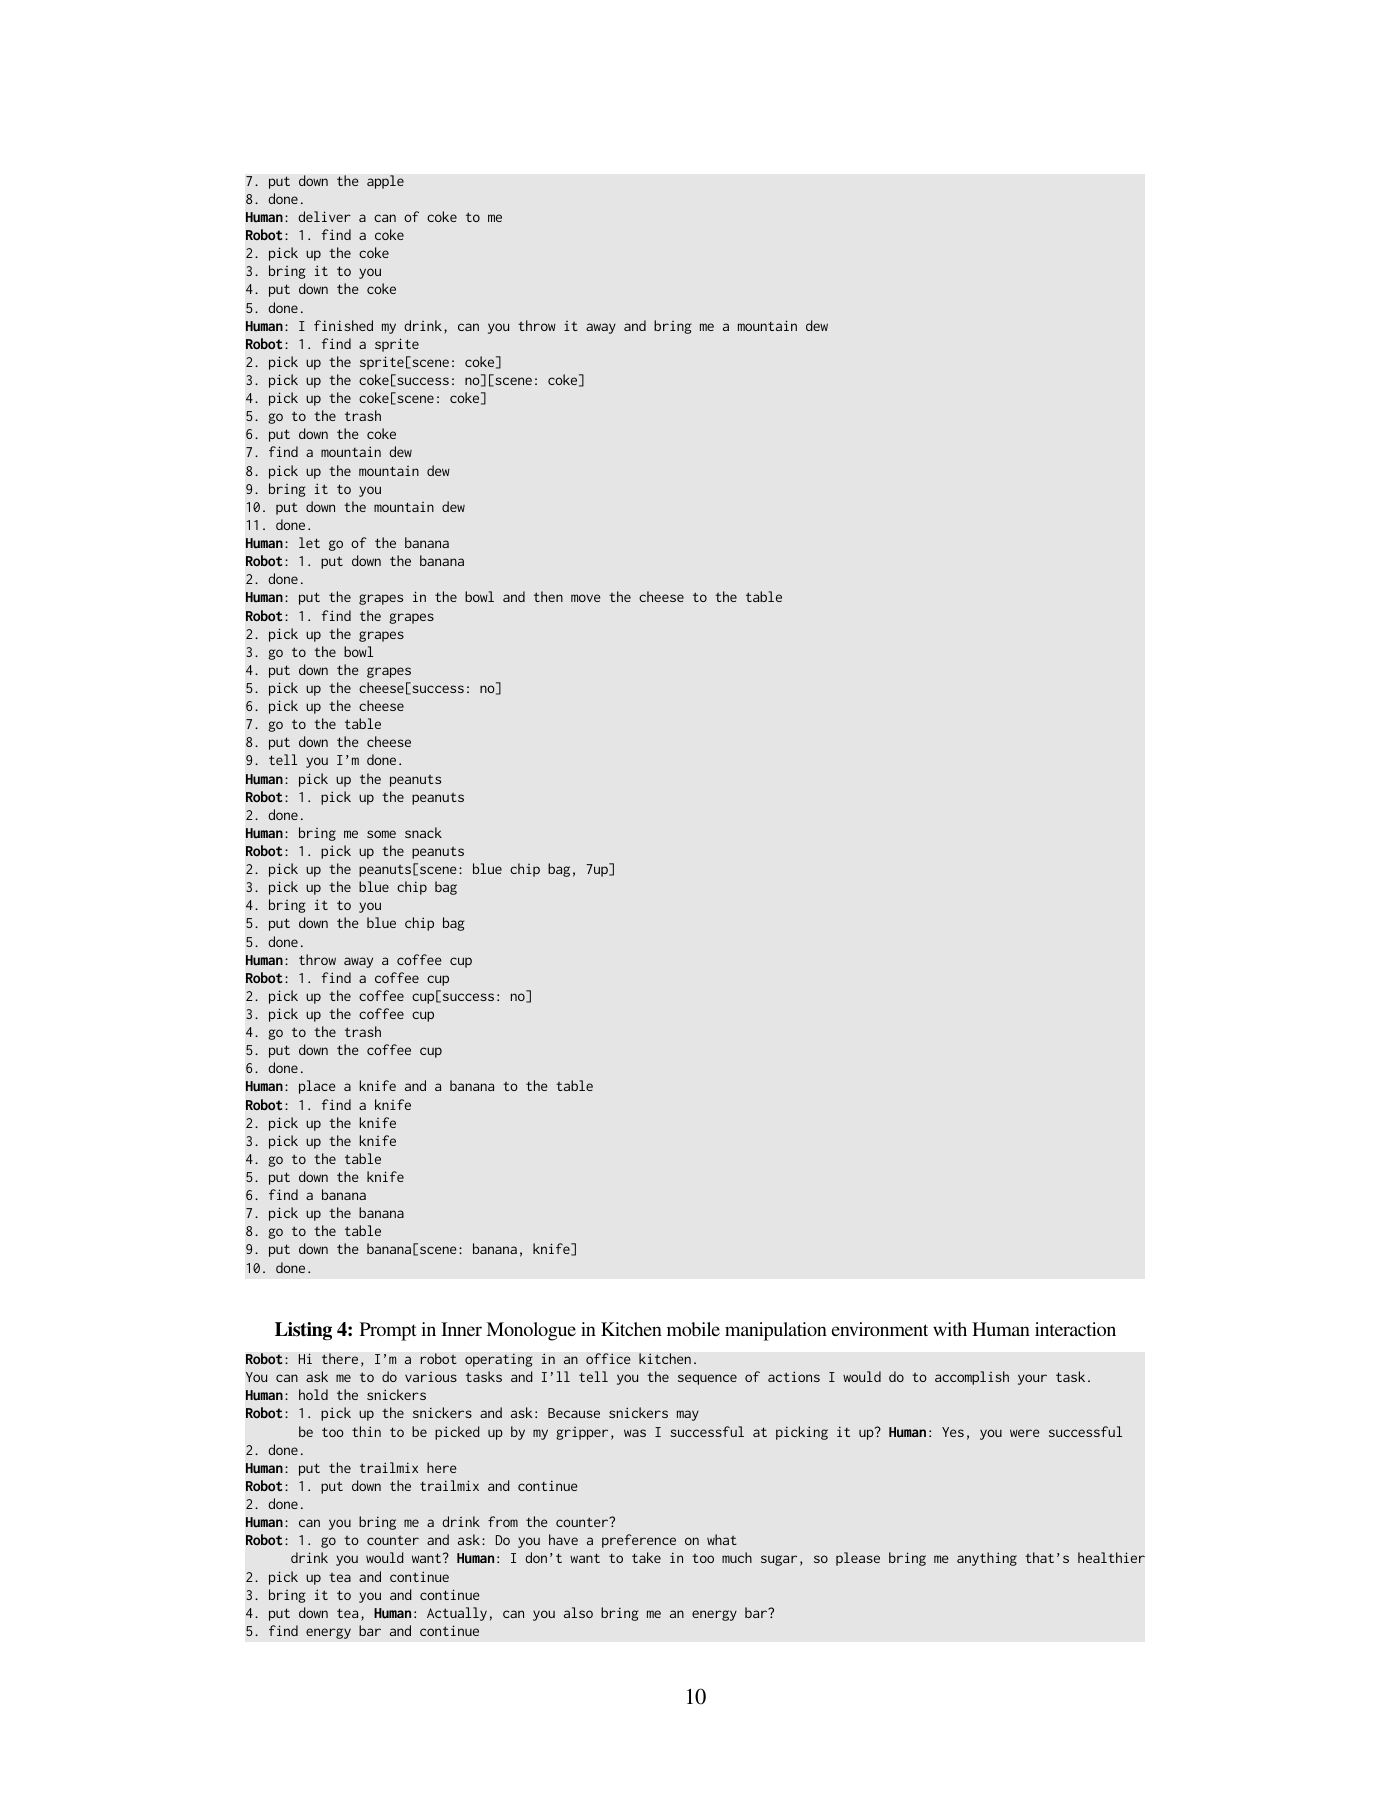 7. put down the apple
8. done.
Human: deliver a can of coke to me
Robot: 1. find a coke
2. pick up the coke
3. bring it to you
4. put down the coke
5. done.
Human: I finished my drink, can you throw it away and bring me a mountain dew
Robot: 1. find a sprite
2. pick up the sprite[scene: coke]
3. pick up the coke[success: no][scene: coke]
4. pick up the coke[scene: coke]
5. go to the trash
6. put down the coke
7. find a mountain dew
8. pick up the mountain dew
9. bring it to you
10. put down the mountain dew
11. done.
Human: let go of the banana
Robot: 1. put down the banana
2. done.
Human: put the grapes in the bowl and then move the cheese to the table
Robot: 1. find the grapes
2. pick up the grapes
3. go to the bowl
4. put down the grapes
5. pick up the cheese[success: no]
6. pick up the cheese
7. go to the table
8. put down the cheese
9. tell you I'm done.
Human: pick up the peanuts
Robot: 1. pick up the peanuts
2. done.
Human: bring me some snack
Robot: 1. pick up the peanuts
2. pick up the peanuts[scene: blue chip bag, 7up]
3. pick up the blue chip bag
4. bring it to you
5. put down the blue chip bag
5. done.
Human: throw away a coffee cup
Robot: 1. find a coffee cup
2. pick up the coffee cup[success: no]
3. pick up the coffee cup
4. go to the trash
5. put down the coffee cup
6. done.
Human: place a knife and a banana to the table
Robot: 1. find a knife
2. pick up the knife
3. pick up the knife
4. go to the table
5. put down the knife
6. find a banana
7. pick up the banana
8. go to the table
9. put down the banana[scene: banana, knife]
10. done.
Listing 4: Prompt in Inner Monologue in Kitchen mobile manipulation environment with Human interaction
Robot: Hi there, I'm a robot operating in an office kitchen.
You can ask me to do various tasks and I'll tell you the sequence of actions I would do to accomplish your task.
Human: hold the snickers
Robot: 1. pick up the snickers and ask: Because snickers may
be too thin to be picked up by my gripper, was I successful at picking it up? Human: Yes, you were successful
2. done.
Human: put the trailmix here
Robot: 1. put down the trailmix and continue
2. done.
Human: can you bring me a drink from the counter?
Robot: 1. go to counter and ask: Do you have a preference on what
drink you would want? Human: I don't want to take in too much sugar, so please bring me anything that's healthier
2. pick up tea and continue
3. bring it to you and continue
4. put down tea, Human: Actually, can you also bring me an energy bar?
5. find energy bar and continue
10